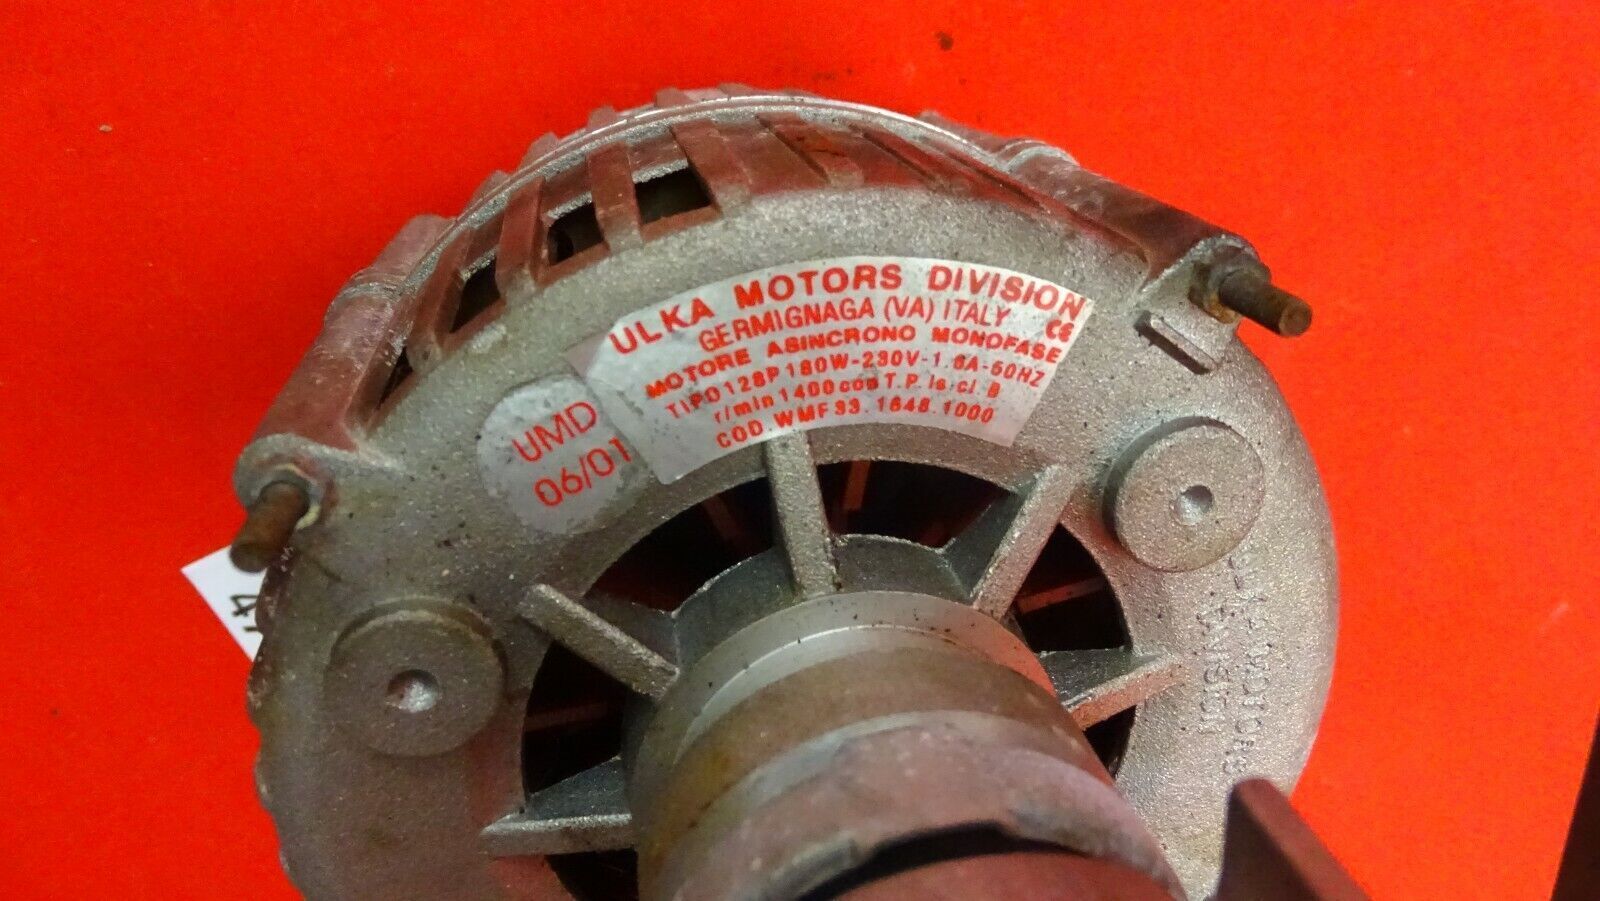 ULKA MOTORS DIVISION
GERMIGNAGA (VA) ITALY CE
MOTORE ASINCRONO MONOFASE
TIPO 128P 180W-230V-1.6A-50HZ
r/min 1400 con T.P. Is.cl.B
COD.WMF33.1648.1000
UMD
06/01